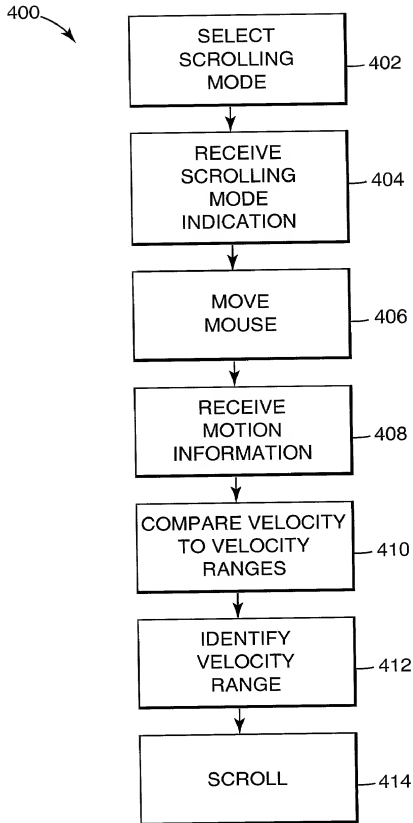 400
SELECT
SCROLLING
MODE
402
RECEIVE
SCROLLING
MODE
INDICATION
404
MOVE
MOUSE
406
RECEIVE
MOTION
INFORMATION
408
COMPARE VELOCITY
TO VELOCITY
RANGES
410
IDENTIFY
VELOCITY
RANGE
412
SCROLL
414